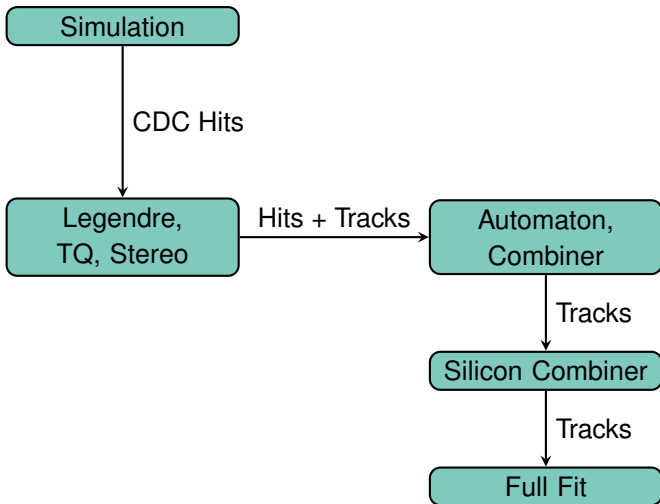 Simulation
CDC Hits
Legendre,
TQ, Stereo
Hits + Tracks
Automaton,
Combiner
Tracks
Silicon Combiner
Tracks
Full Fit